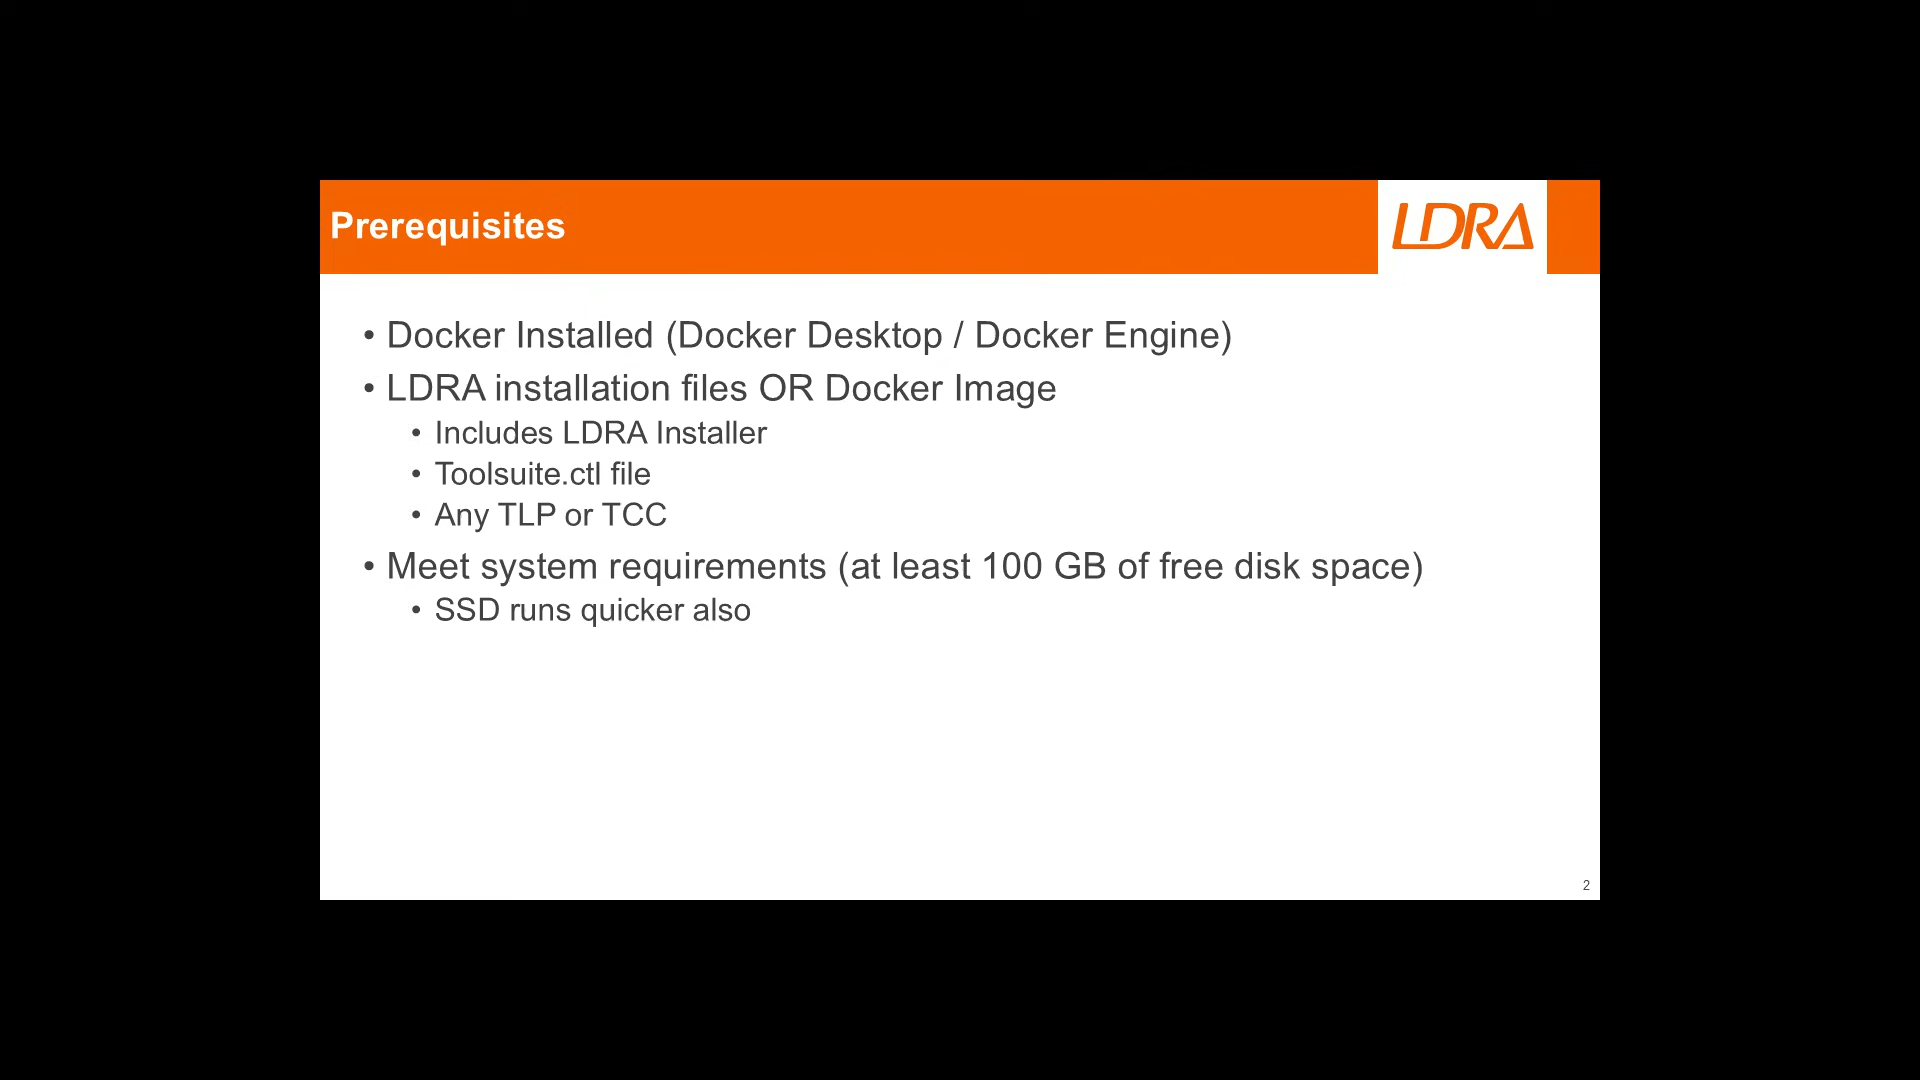 Prerequisites
LDRA
• Docker Installed (Docker Desktop / Docker Engine)
• LDRA installation files OR Docker Image
• Includes LDRA Installer
• Toolsuite.ctl file
• Any TLP or TCC
• Meet system requirements (at least 100 GB of free disk space)
• SSD runs quicker also
2